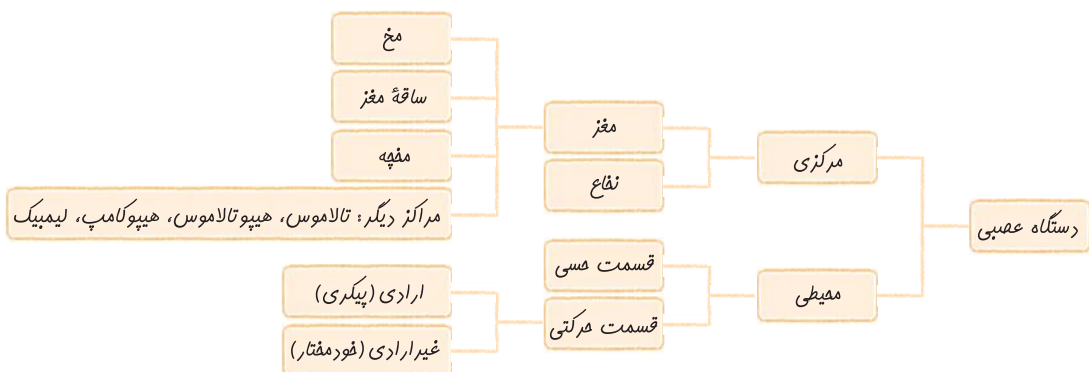 دستگاه عصبی
مرکزی
مغز
مخ
ساقهٔ مغز
مخچه
مراکز دیگر: تالاموس، هیپوتالاموس، هیپوکامپ، لیمبیک
نخاع
محیطی
قسمت حسی
قسمت حرکتی
ارادی (پیکری)
غیرارادی (خودمختار)